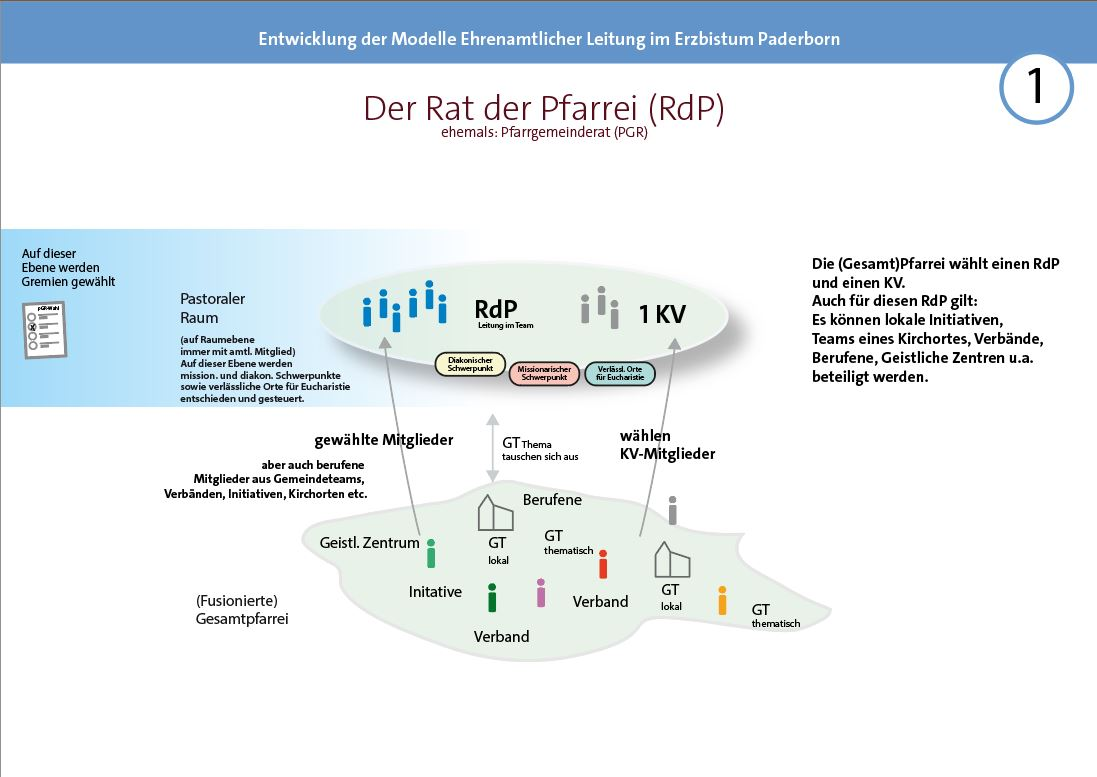 Entwicklung der Modelle Ehrenamtlicher Leitung im Erzbistum Paderborn
1
Der Rat der Pfarrei (RdP)
ehemals: Pfarrgemeinderat (PGR)
Auf dieser
Ebene werden
Gremien gewählt
PGR-Wahl
Pastoraler
Raum
(auf Raumebene
immer mit amtl. Mitglied)
Auf dieser Ebene werden
mission. und diakon. Schwerpunkte
sowie verlässliche Orte für Eucharistie
entschieden und gesteuert.
RdP
Leitung im Team
1 KV
Diakonischer
Schwerpunkt
Missionarischer
Schwerpunkt
Verlässl. Orte
für Eucharistie
Die (Gesamt)Pfarrei wählt einen RdP
und einen KV.
Auch für diesen RdP gilt:
Es können lokale Initiativen,
Teams eines Kirchortes, Verbände,
Berufene, Geistliche Zentren u.a.
beteiligt werden.
gewählte Mitglieder
aber auch berufene
Mitglieder aus Gemeindeteams,
Verbänden, Initiativen, Kirchorten etc.
GT Thema
tauschen sich aus
wählen
KV-Mitglieder
Berufene
Geistl. Zentrum
GT
lokal
GT
thematisch
Initative
Verband
Verband
GT
lokal
GT
thematisch
(Fusionierte)
Gesamtpfarrei